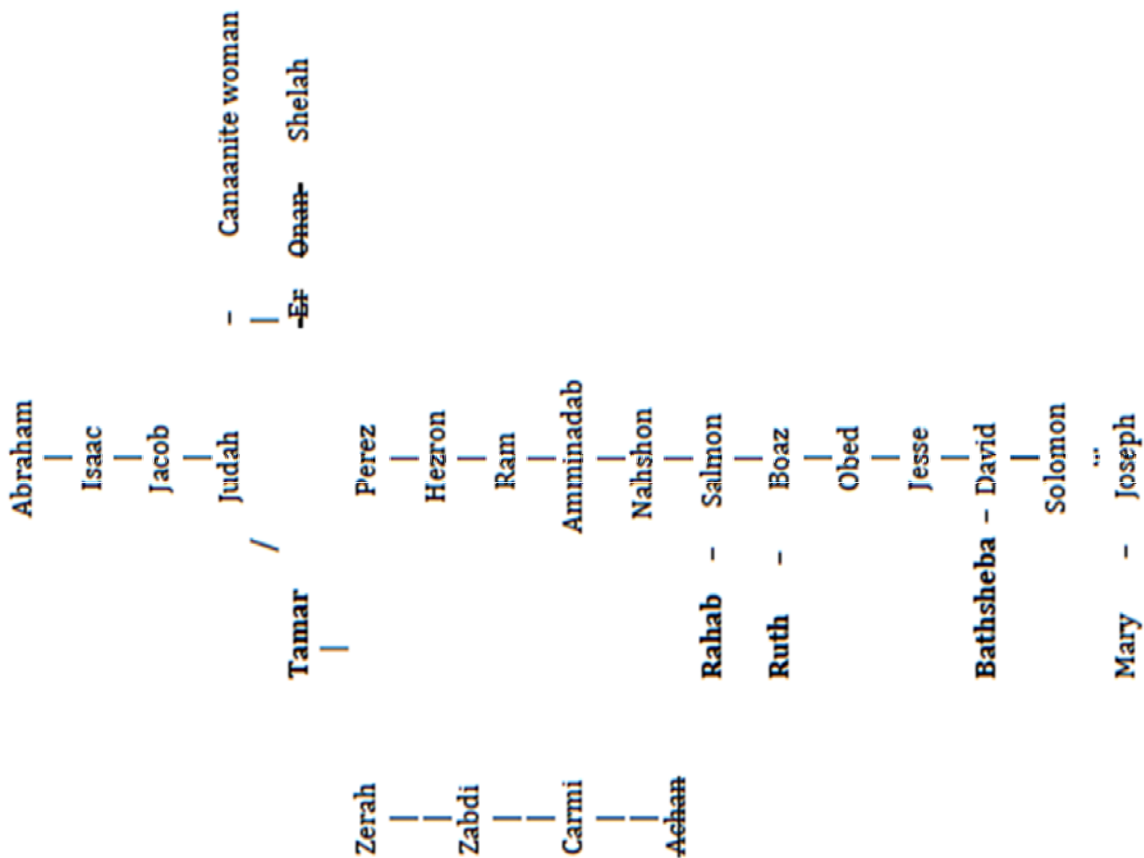 Abraham
Isaac
Jacob
Judah – Canaanite woman
Tamar Er Onan Shelah
Zerah Perez
Hezron
Zabdi
Ram
Carmi Amminadab
Nahshon
Achan
Rahab – Salmon
Ruth – Boaz
Obed
Jesse
Bathsheba – David
Solomon
...
Mary – Joseph